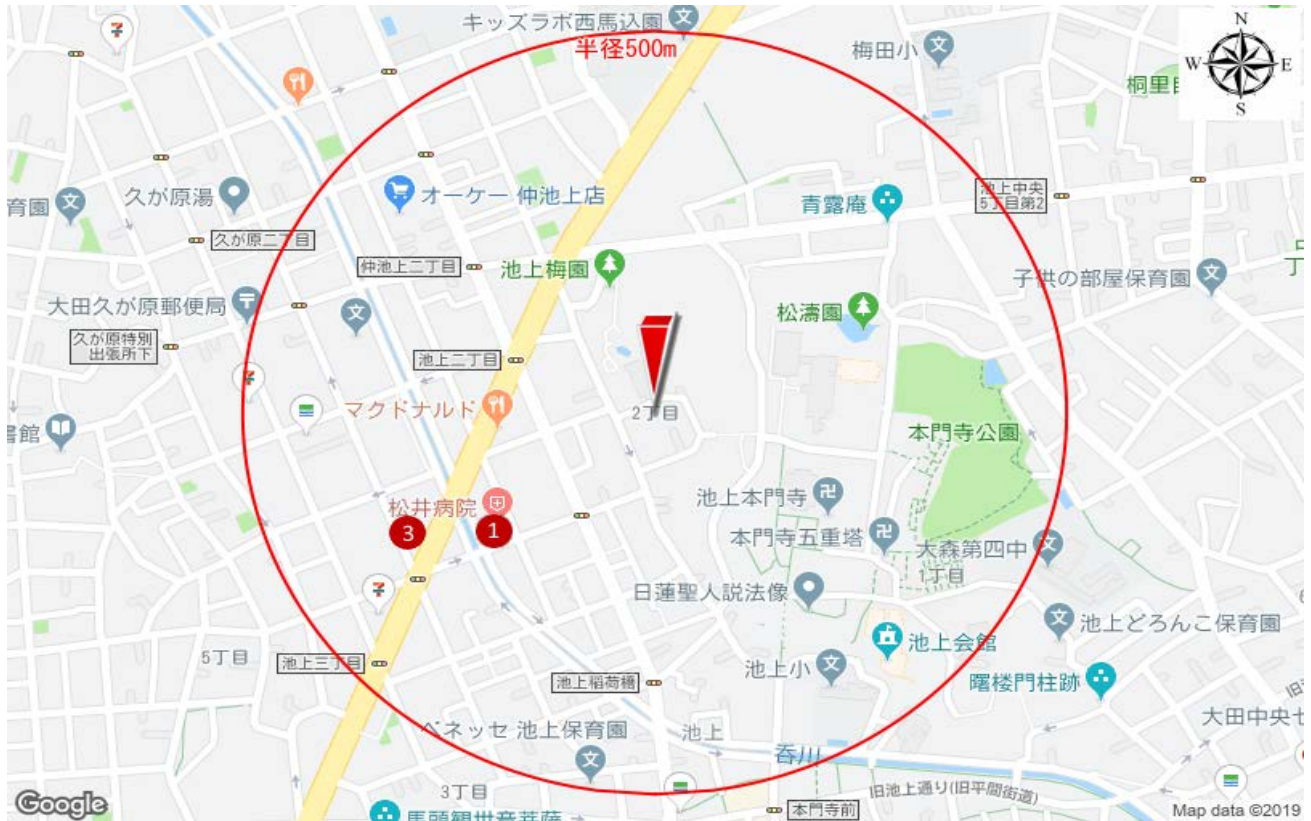 キッズラボ西馬込園
半径500m
梅田小
N
W
E
S
久が原湯
オーケー 仲池上店
青露庵
池上中央
5丁目第2
育園
久が原二丁目
仲池上二丁目
池上梅園
子供の部屋保育園
大田久が原郵便局
松濤園
久が原特別
出張所下
池上二丁目
マクドナルド
2丁目
本門寺公園
書館
松井病院
池上本門寺
3
1
本門寺五重塔
大森第四中
1丁目
日蓮聖人説法像
池上どろんこ保育園
5丁目
池上三丁目
池上会館
池上稲荷橋
池上小
曙楼門柱跡
大田中央七
ベネッセ 池上保育園
池上
呑川
3丁目
旧池上通り(旧平間街道)
Google
馬頭観世音菩薩
本門寺前
Map data ©2019